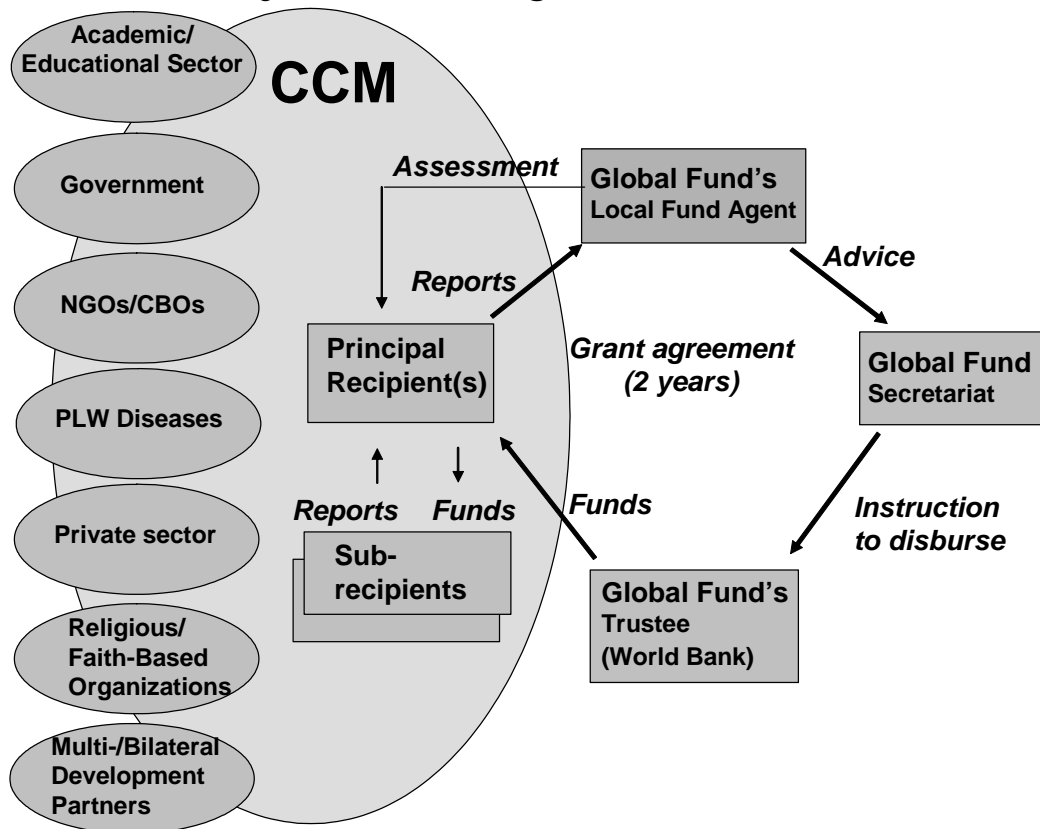 Academic/
Educational Sector
CCM
Government
NGOs/CBOs
PLW Diseases
Private sector
Religious/
Faith-Based
Organizations
Multi-/Bilateral
Development
Partners
Assessment
Global Fund's
Local Fund Agent
Reports
Advice
Principal
Recipient(s)
Grant agreement
(2 years)
Global Fund
Secretariat
Reports
Funds
Funds
Instruction
to disburse
Sub-
recipients
Global Fund's
Trustee
(World Bank)